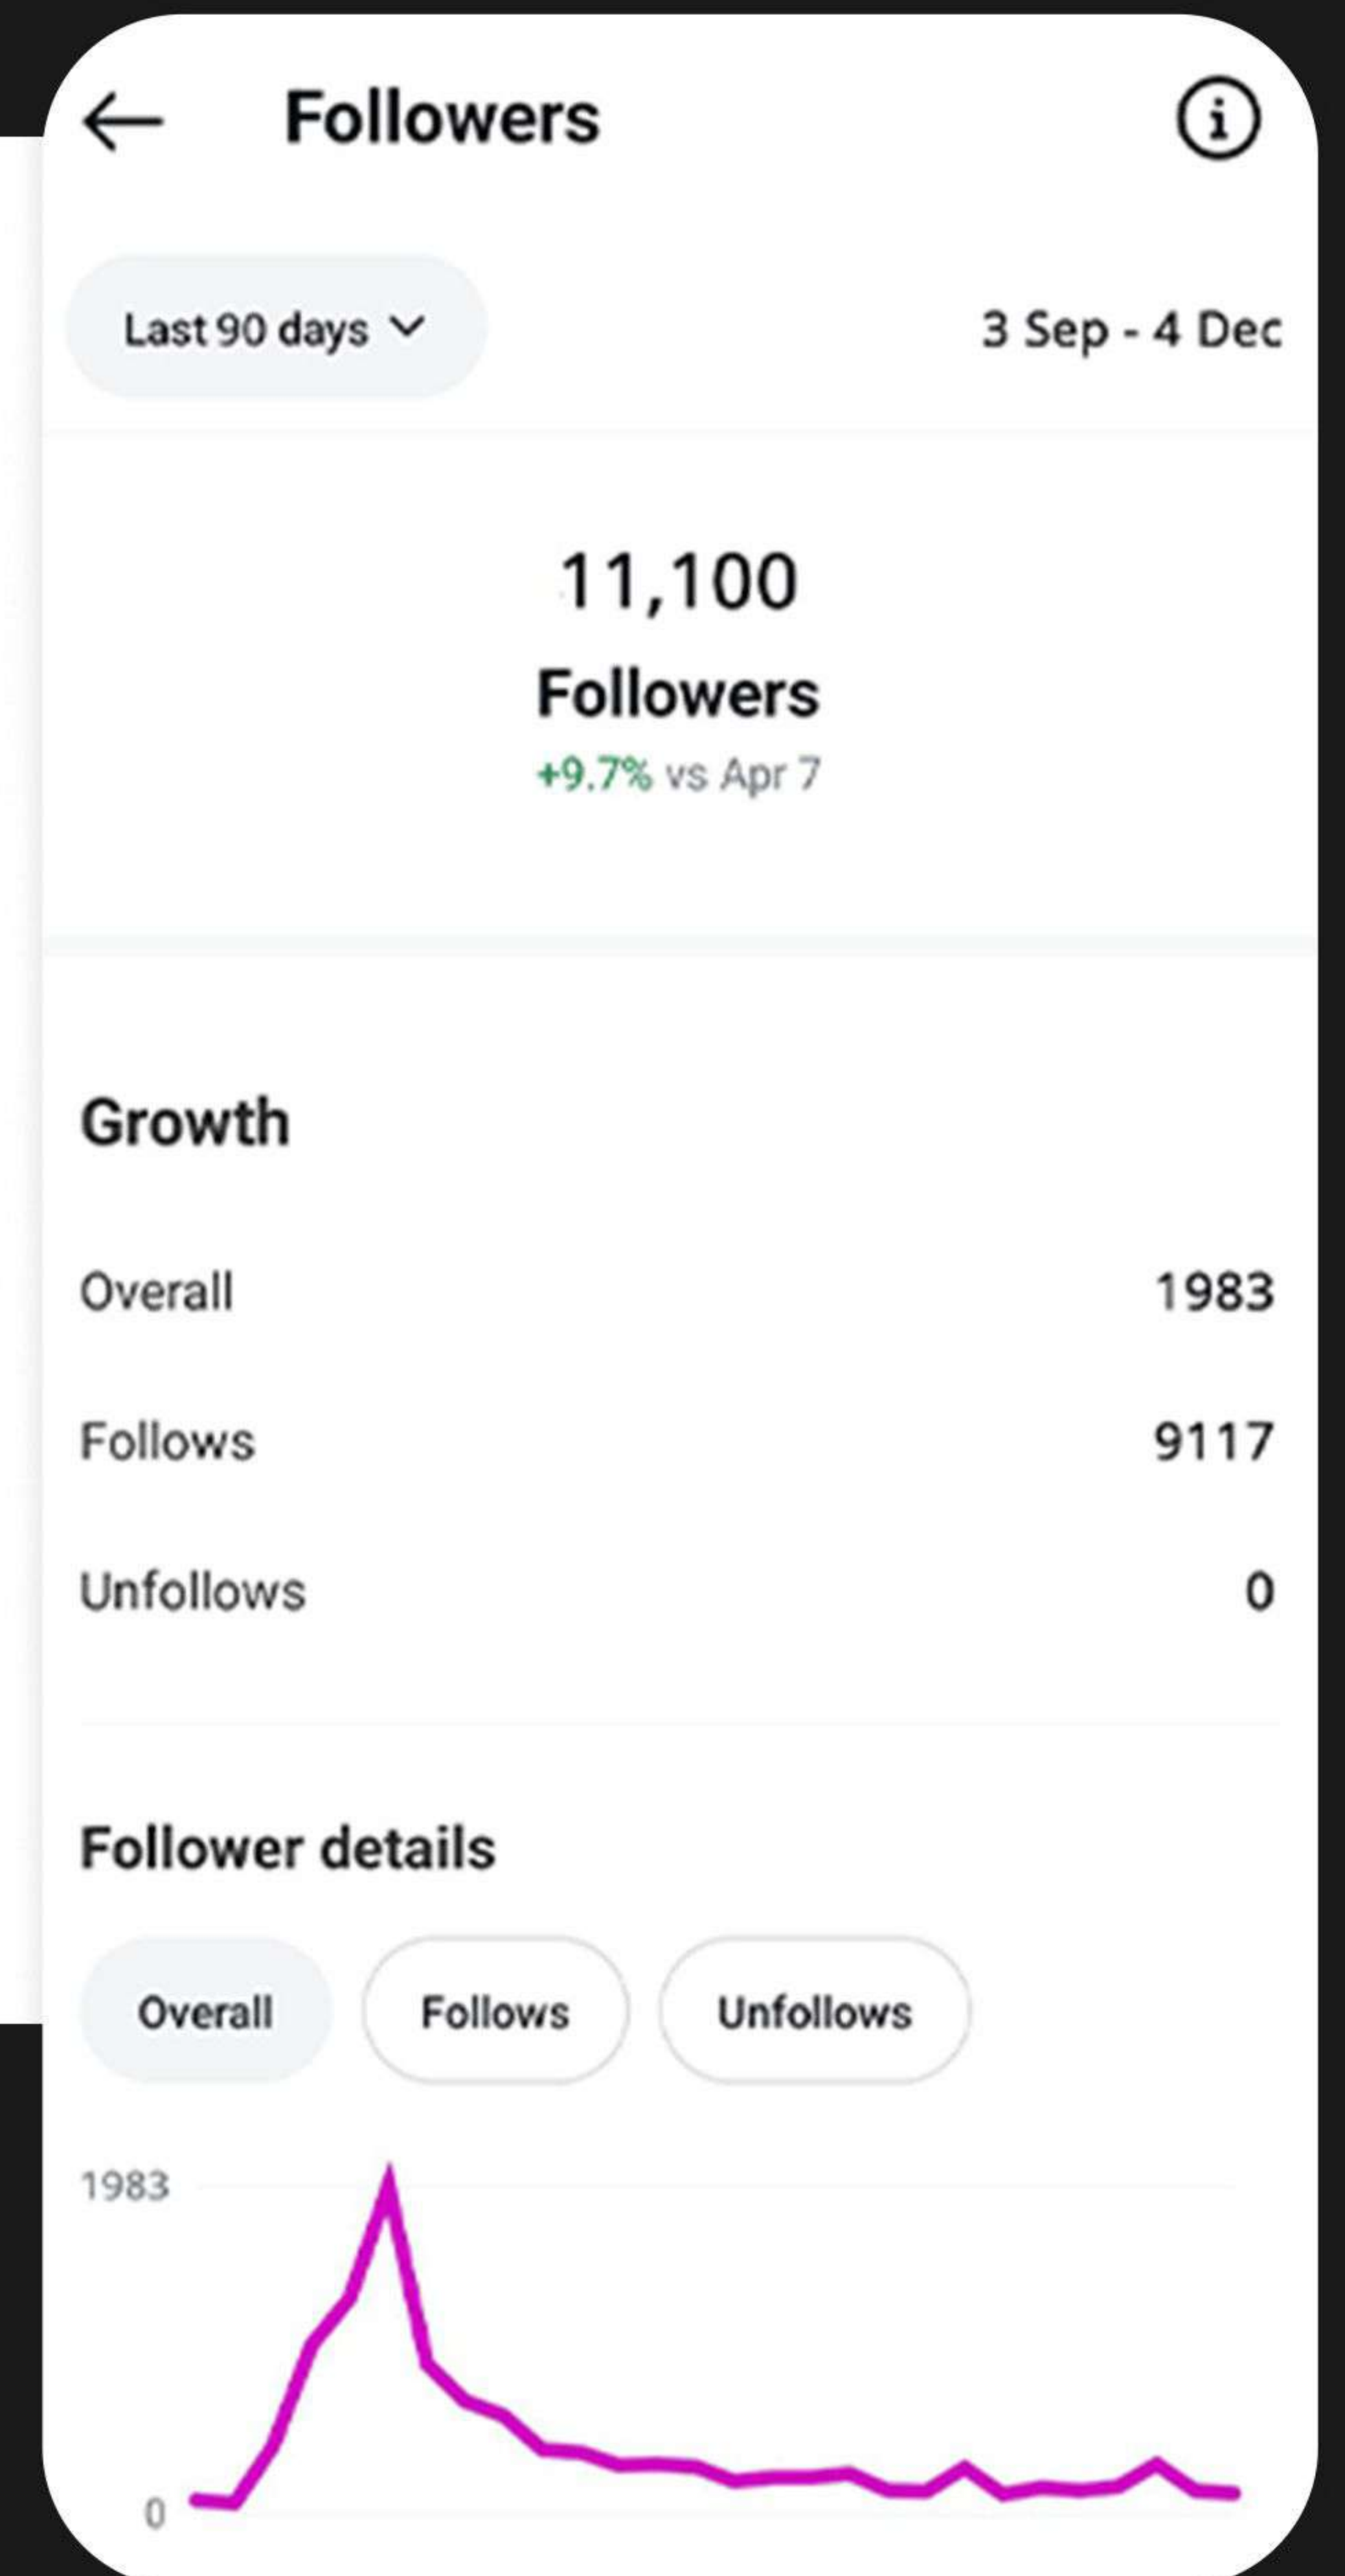 Followers
Last 90 days
3 Sep - 4 Dec
11,100
Followers
+9.7% vs Apr 7
Growth
Overall 1983
Follows 9117
Unfollows 0
Follower details
Overall Follows Unfollows
1983
0